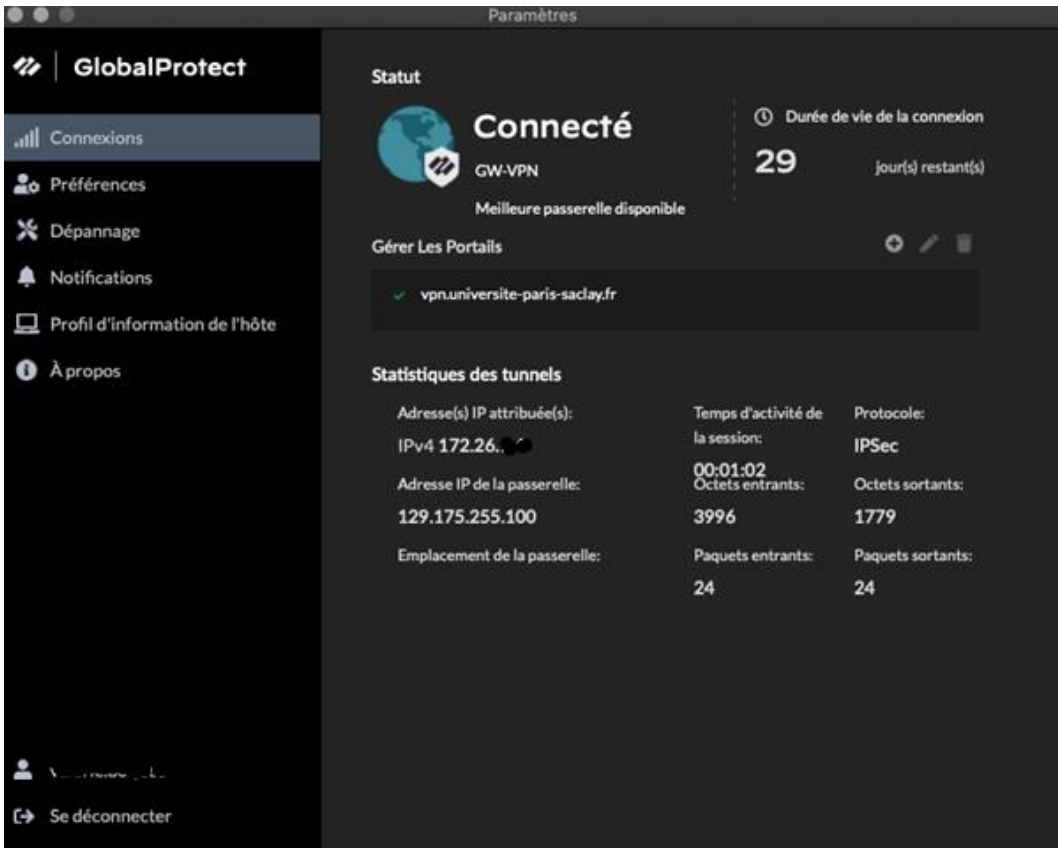 Paramètres
GlobalProtect
Connexions
Préférences
Dépannage
Notifications
Profil d'information de l'hôte
À propos
Se déconnecter
Statut
Connecté
GW-VPN
Meilleure passerelle disponible
Durée de vie de la connexion
29 jour(s) restant(s)
Gérer Les Portails
vpn.universite-paris-saclay.fr
Statistiques des tunnels
Adresse(s) IP attribuée(s):
IPv4 172.26.
Temps d'activité de
la session:
00:01:02
Protocole:
IPSec
Adresse IP de la passerelle:
129.175.255.100
Octets entrants:
3996
Octets sortants:
1779
Emplacement de la passerelle:
Paquets entrants:
24
Paquets sortants:
24